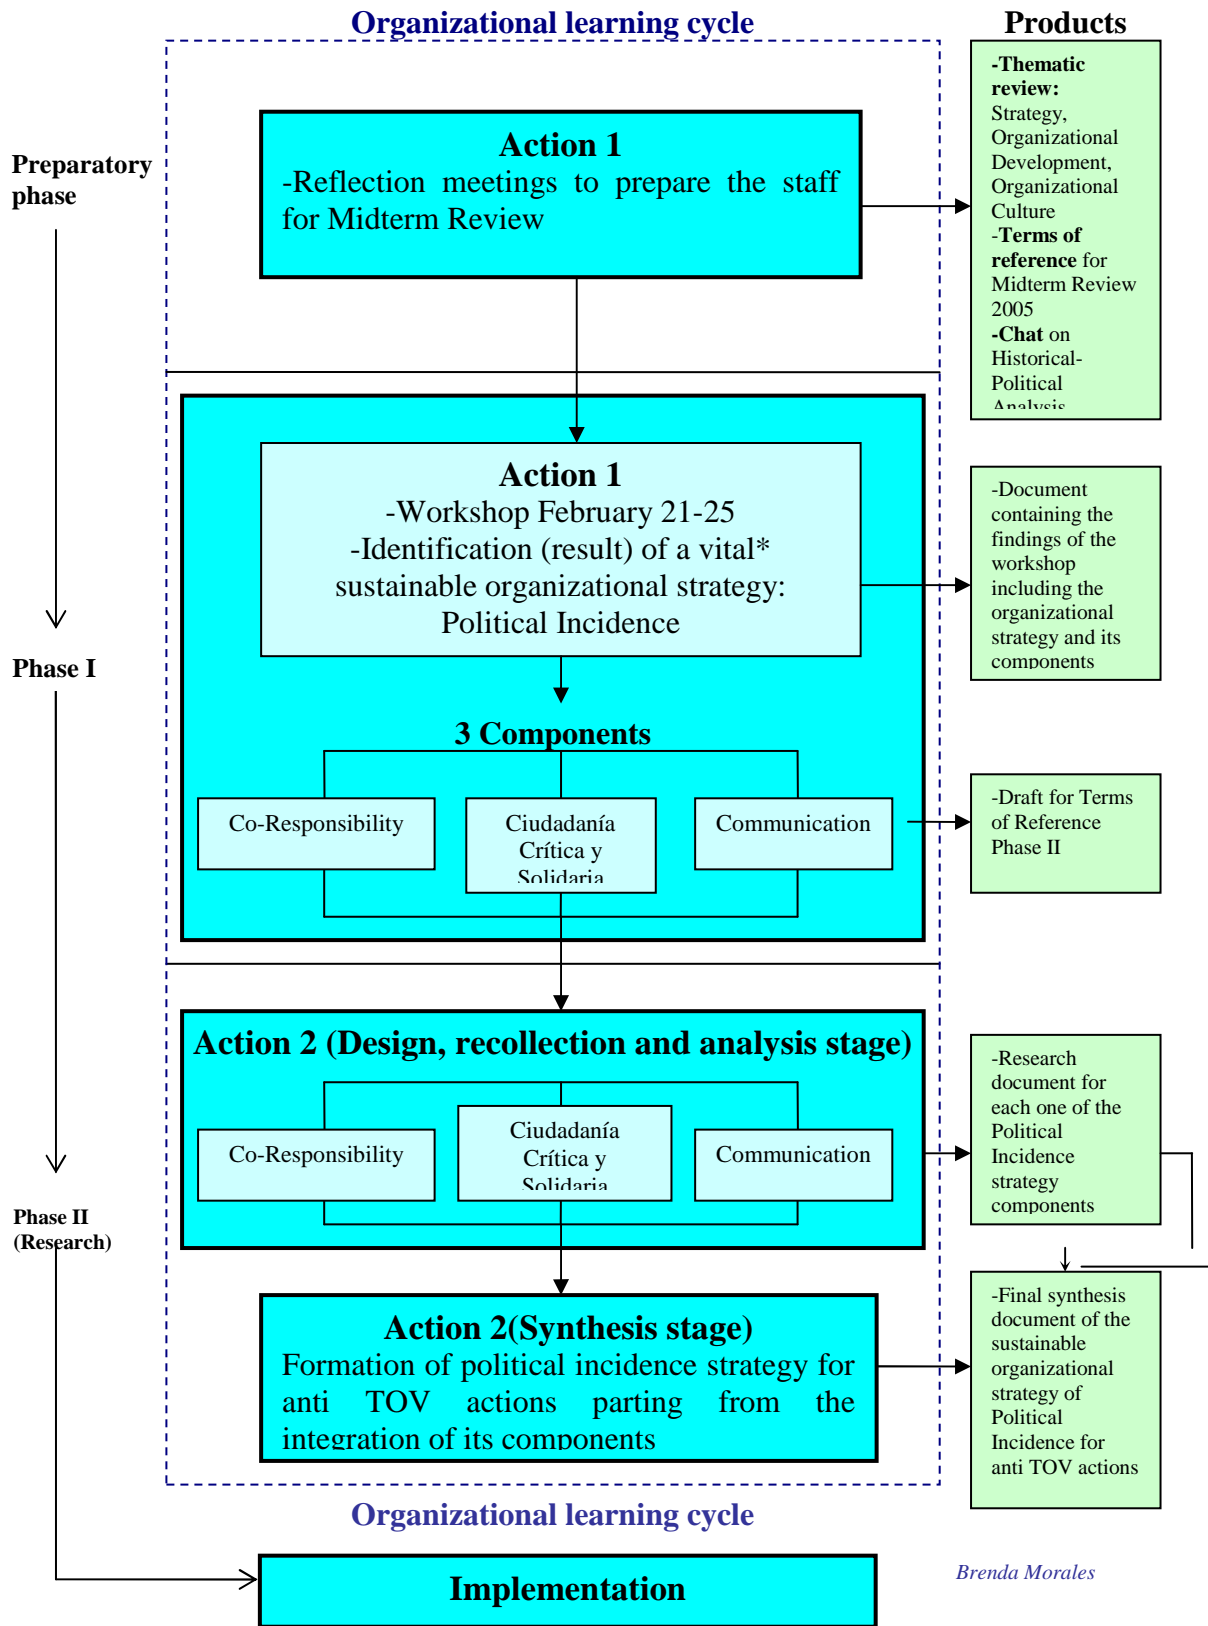 Organizational learning cycle
Products
Preparatory
phase
Action 1
-Reflection meetings to prepare the staff
for Midterm Review
-Thematic
review:
Strategy,
Organizational
Development,
Organizational
Culture
-Terms of
reference for
Midterm Review
2005
-Chat on
Historical-
Political
Analysis
Phase I
Action 1
-Workshop February 21-25
-Identification (result) of a vital*
sustainable organizational strategy:
Political Incidence
-Document
containing the
findings of the
workshop
including the
organizational
strategy and its
components
3 Components
Co-Responsibility
Ciudadanía
Crítica y
Solidaria
Communication
-Draft for Terms
of Reference
Phase II
Phase II
(Research)
Action 2 (Design, recollection and analysis stage)
Co-Responsibility
Ciudadanía
Crítica y
Solidaria
Communication
-Research
document for
each one of the
Political
Incidence
strategy
components
Action 2(Synthesis stage)
Formation of political incidence strategy for
anti TOV actions parting from the
integration of its components
-Final synthesis
document of the
sustainable
organizational
strategy of
Political
Incidence for
anti TOV actions
Organizational learning cycle
Implementation
Brenda Morales